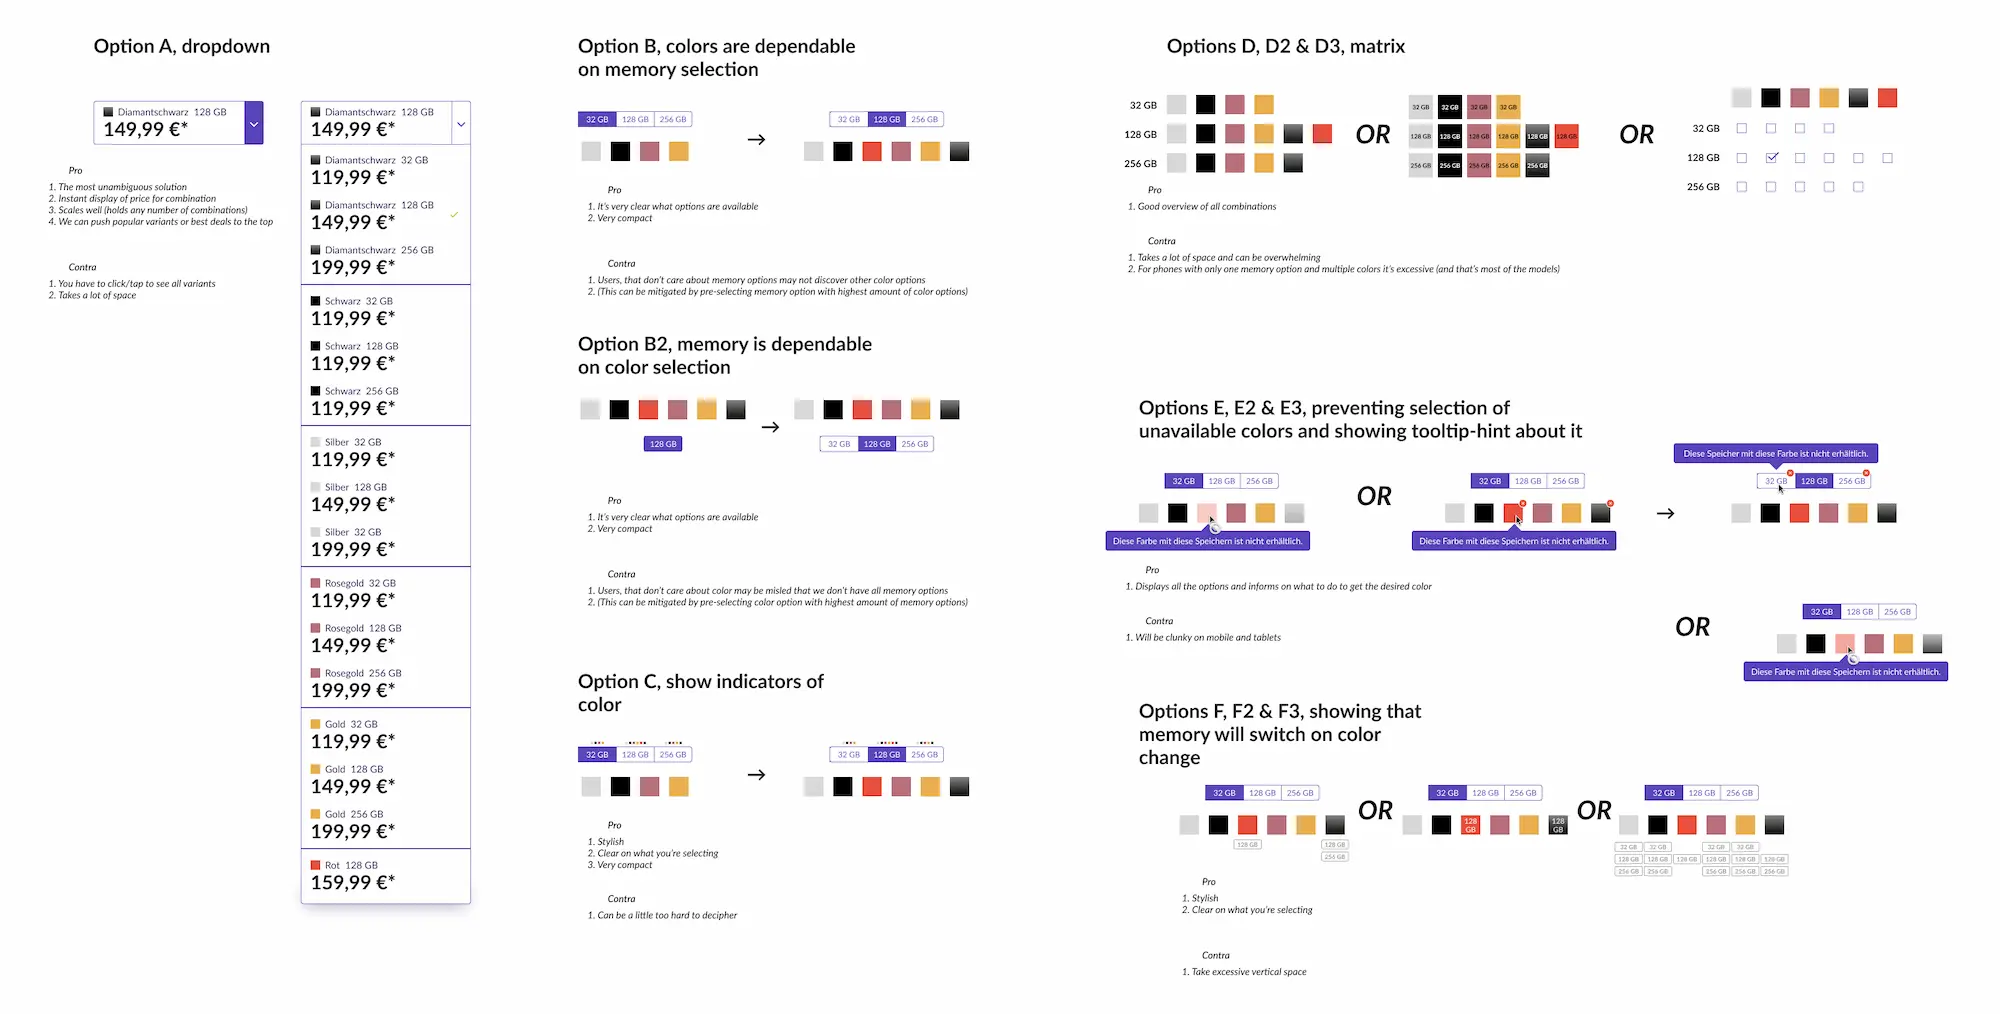 Option A, dropdown
Diamantschwarz 128 GB
149,99 €*
Pro
1. The most unambiguous solution
2. Instant display of price for combination
3. Scales well (holds any number of combinations)
4. We can push popular variants or best deals to the top
Contra
1. You have to click/tap to see all variants
2. Takes a lot of space
Diamantschwarz 128 GB
149,99 €*
Diamantschwarz 32 GB
119,99 €*
Diamantschwarz 128 GB
149,99 €*
Diamantschwarz 256 GB
199,99 €*
Schwarz 32 GB
119,99 €*
Schwarz 128 GB
119,99 €*
Schwarz 256 GB
119,99 €*
Silber 32 GB
119,99 €*
Silber 128 GB
149,99 €*
Silber 32 GB
199,99 €*
Rosegold 32 GB
119,99 €*
Rosegold 128 GB
149,99 €*
Rosegold 256 GB
199,99 €*
Gold 32 GB
119,99 €*
Gold 128 GB
149,99 €*
Gold 256 GB
199,99 €*
Rot 128 GB
159,99 €*
Option B, colors are dependable
on memory selection
32 GB 128 GB 256 GB
→
32 GB 128 GB 256 GB
Pro
1. It's very clear what options are available
2. Very compact
Contra
1. Users, that don't care about memory options may not discover other color options
2. (This can be mitigated by pre-selecting memory option with highest amount of color options)
Option B2, memory is dependable
on color selection
128 GB
→
32 GB 128 GB 256 GB
Pro
1. It's very clear what options are available
2. Very compact
Contra
1. Users, that don't care about color may be misled that we don't have all memory options
2. (This can be mitigated by pre-selecting color option with highest amount of memory options)
Option C, show indicators of
color
32 GB 128 GB 256 GB
→
32 GB 128 GB 256 GB
Pro
1. Stylish
2. Clear on what you're selecting
3. Very compact
Contra
1. Can be a little too hard to decipher
Options D, D2 & D3, matrix
32 GB
128 GB
256 GB
OR
32 GB 32 GB 32 GB 32 GB
128 GB 128 GB 128 GB 128 GB 128 GB 128 GB
256 GB 256 GB 256 GB 256 GB 256 GB
OR
32 GB
128 GB
256 GB
Pro
1. Good overview of all combinations
Contra
1. Takes a lot of space and can be overwhelming
2. For phones with only one memory option and multiple colors it's excessive (and that's most of the models)
Options E, E2 & E3, preventing selection of
unavailable colors and showing tooltip-hint about it
32 GB 128 GB 256 GB
Diese Farbe mit diese Speichern ist nicht erhältlich.
OR
32 GB 128 GB 256 GB
Diese Farbe mit diese Speichern ist nicht erhältlich.
→
Diese Speicher mit diese Farbe ist nicht erhältlich.
32 GB 128 GB 256 GB
Pro
1. Displays all the options and informs on what to do to get the desired color
Contra
1. Will be clunky on mobile and tablets
OR
32 GB 128 GB 256 GB
Diese Farbe mit diese Speichern ist nicht erhältlich.
Options F, F2 & F3, showing that
memory will switch on color
change
32 GB 128 GB 256 GB
128 GB 128 GB
256 GB
OR
32 GB 128 GB 256 GB
128 GB
128 GB
OR
32 GB 128 GB 256 GB
32 GB 32 GB 32 GB 32 GB
128 GB 128 GB 128 GB 128 GB 128 GB 128 GB
256 GB 256 GB 256 GB 256 GB 256 GB
Pro
1. Stylish
2. Clear on what you're selecting
Contra
1. Take excessive vertical space